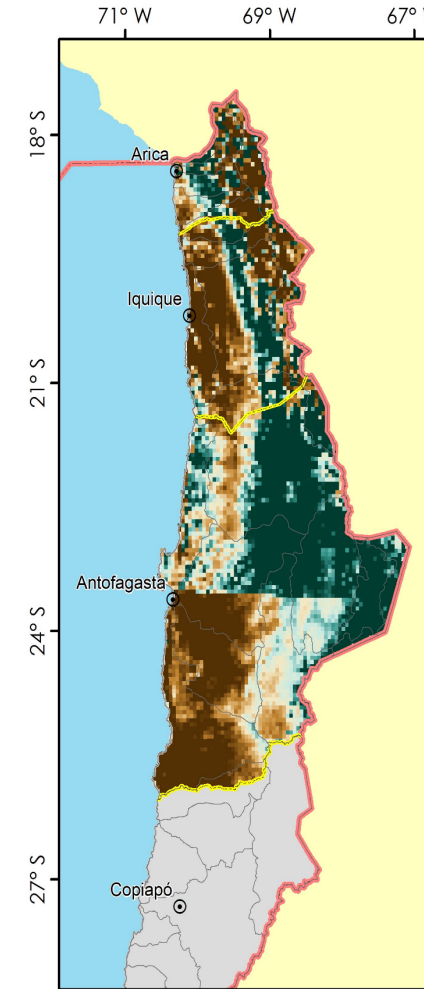 71° W 69° W 67° W
18° S
Arica
Iquique
21° S
Antofagasta
24° S
27° S
Copiapó